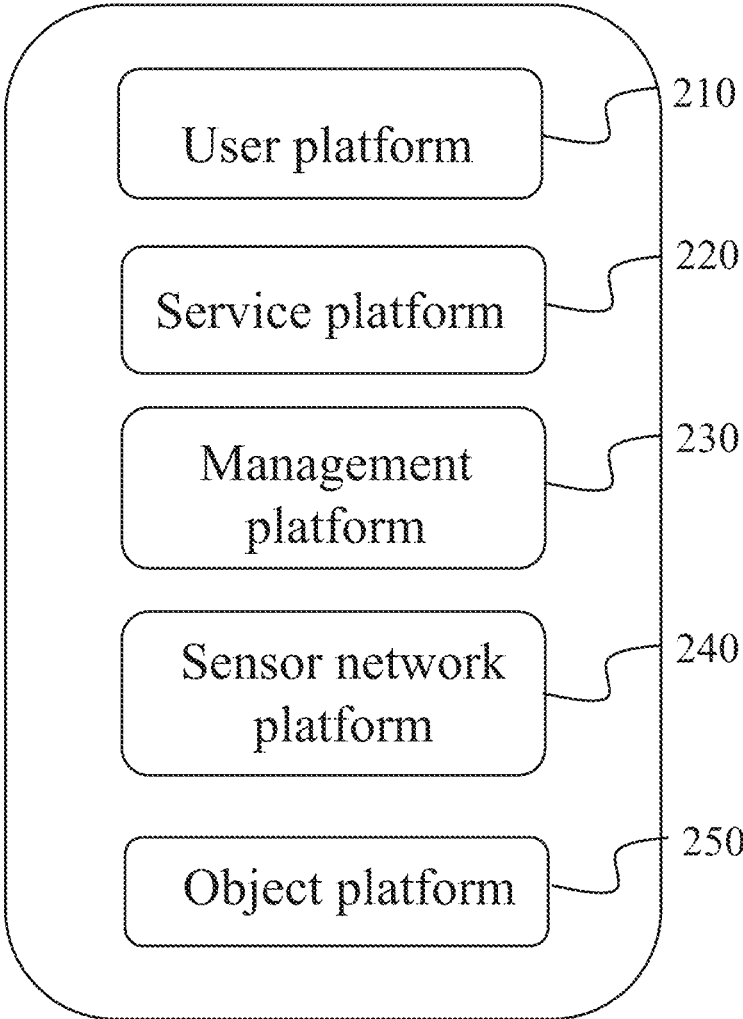 User platform
210
Service platform
220
Management
platform
230
Sensor network
platform
240
Object platform
250